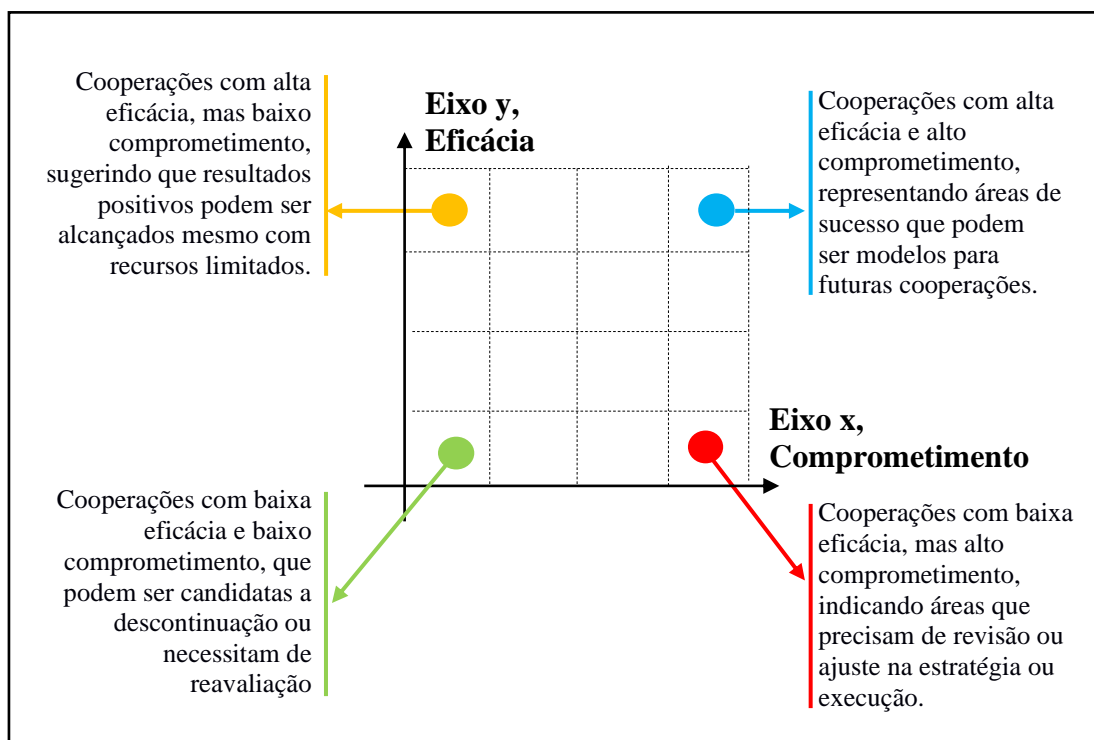 Cooperações com alta
eficácia, mas baixo
comprometimento,
sugerindo que resultados
positivos podem ser
alcançados mesmo com
recursos limitados.
Eixo y,
Eficácia
Cooperações com alta
eficácia e alto
comprometimento,
representando áreas de
sucesso que podem
ser modelos para
futuras cooperações.
Eixo x,
Comprometimento
Cooperações com baixa
eficácia e baixo
comprometimento, que
podem ser candidatas a
descontinuação ou
necessitam de
reavaliação
Cooperações com baixa
eficácia, mas alto
comprometimento,
indicando áreas que
precisam de revisão ou
ajuste na estratégia ou
execução.